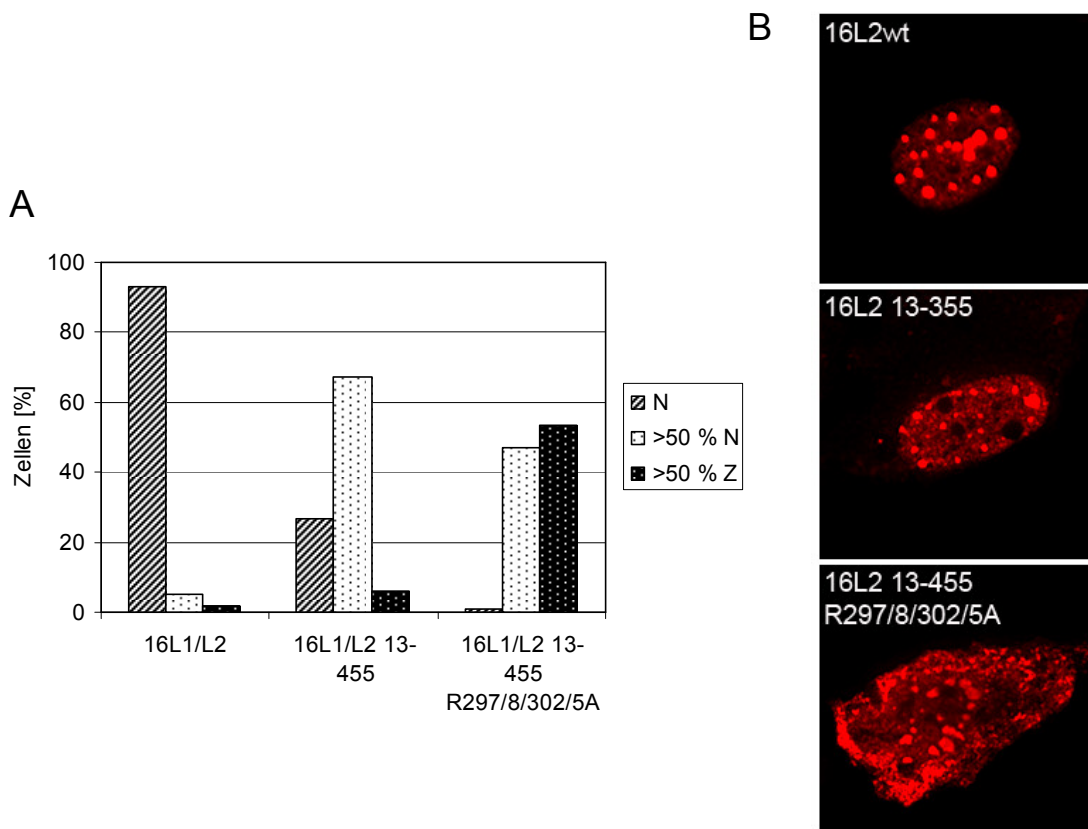 A
100
80
60
40
20
0
Zellen [%]
16L1/L2
16L1/L2 13-
455
16L1/L2 13-
455
R297/8/302/5A
N
>50 % N
>50 % Z
B
16L2wt
16L2 13-355
16L2 13-455
R297/8/302/5A